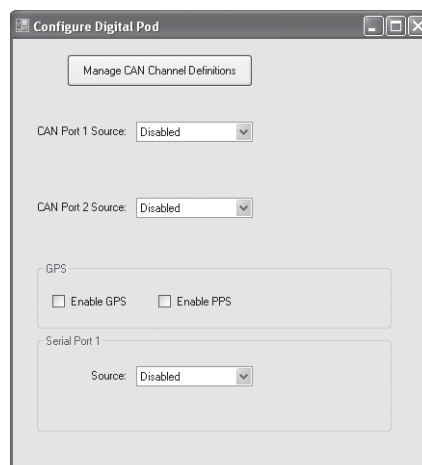 Configure Digital Pod
Manage CAN Channel Definitions
CAN Port 1 Source: Disabled
CAN Port 2 Source: Disabled
GPS
Enable GPS Enable PPS
Serial Port 1
Source: Disabled